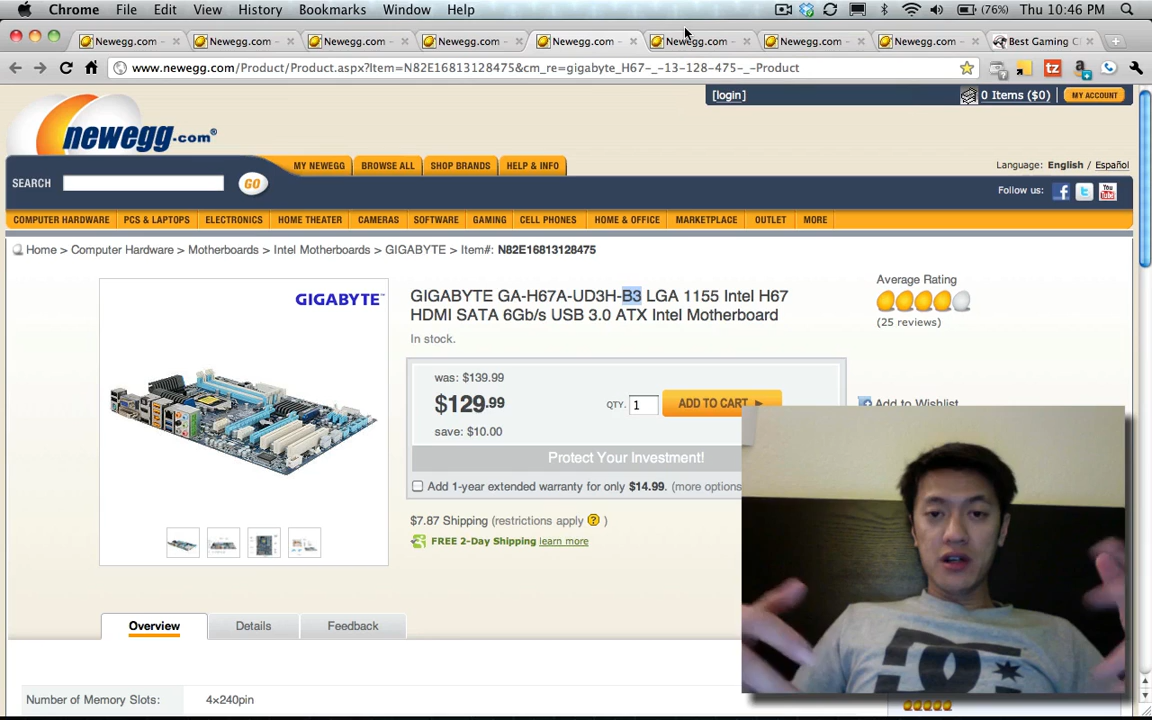 Chrome File Edit View History Bookmarks Window Help (76%) Thu 10:46 PM
Newegg.com - Newegg.com - Newegg.com - Newegg.com - Newegg.com - Newegg.com - Newegg.com - Newegg.com - Best Gaming C
www.newegg.com/Product/Product.aspx?Item=N82E16813128475&cm_re=gigabyte_H67-_-13-128-475-_-Product
[login] 0 Items ($0) MY ACCOUNT
newegg.com®
MY NEWEGG BROWSE ALL SHOP BRANDS HELP & INFO
Language: English / Español
SEARCH GO
Follow us:
COMPUTER HARDWARE PCS & LAPTOPS ELECTRONICS HOME THEATER CAMERAS SOFTWARE GAMING CELL PHONES HOME & OFFICE MARKETPLACE OUTLET MORE
Home > Computer Hardware > Motherboards > Intel Motherboards > GIGABYTE > Item#: N82E16813128475
GIGABYTE
GIGABYTE GA-H67A-UD3H-B3 LGA 1155 Intel H67
HDMI SATA 6Gb/s USB 3.0 ATX Intel Motherboard
In stock.
Average Rating
(25 reviews)
was: $139.99
$129.99
QTY. 1 ADD TO CART
save: $10.00
Add to Wishlist
Protect Your Investment!
Add 1-year extended warranty for only $14.99. (more options
$7.87 Shipping (restrictions apply ? )
FREE 2-Day Shipping learn more
Overview Details Feedback
Number of Memory Slots: 4×240pin
DC